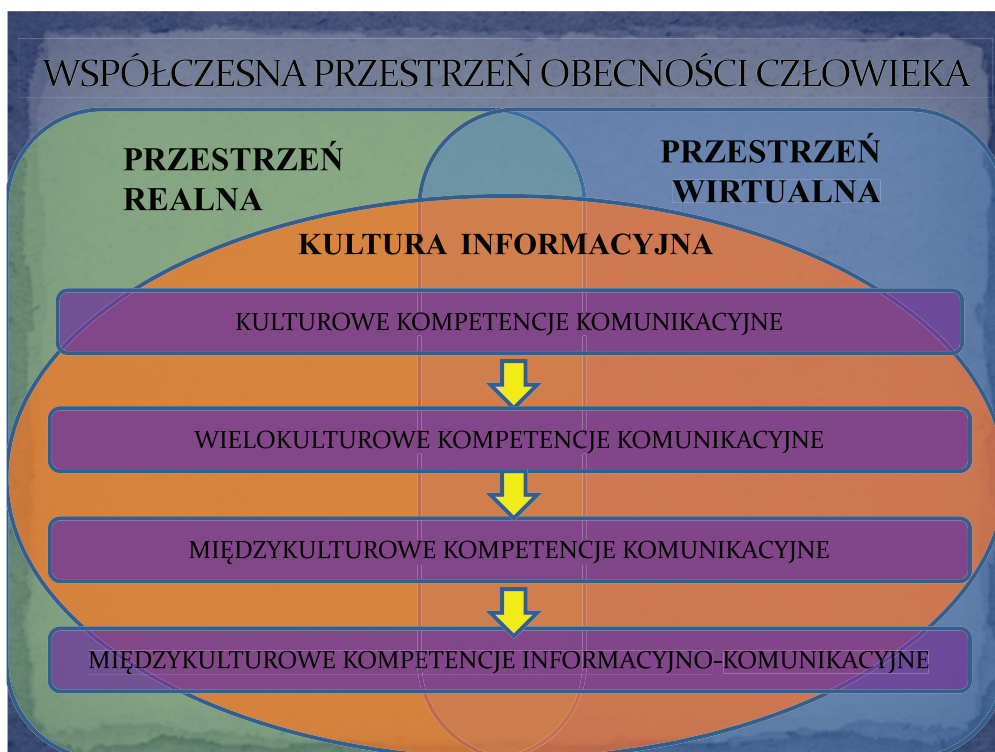 WSPÓŁCZESNA PRZESTRZEŃ OBECNOŚCI CZŁOWIEKA
PRZESTRZEŃ
REALNA
PRZESTRZEŃ
WIRTUALNA
KULTURA INFORMACYJNA
KULTUROWE KOMPETENCJE KOMUNIKACYJNE
WIELOKULTUROWE KOMPETENCJE KOMUNIKACYJNE
MIĘDZYKULTUROWE KOMPETENCJE KOMUNIKACYJNE
MIĘDZYKULTUROWE KOMPETENCJE INFORMACYJNO-KOMUNIKACYJNE